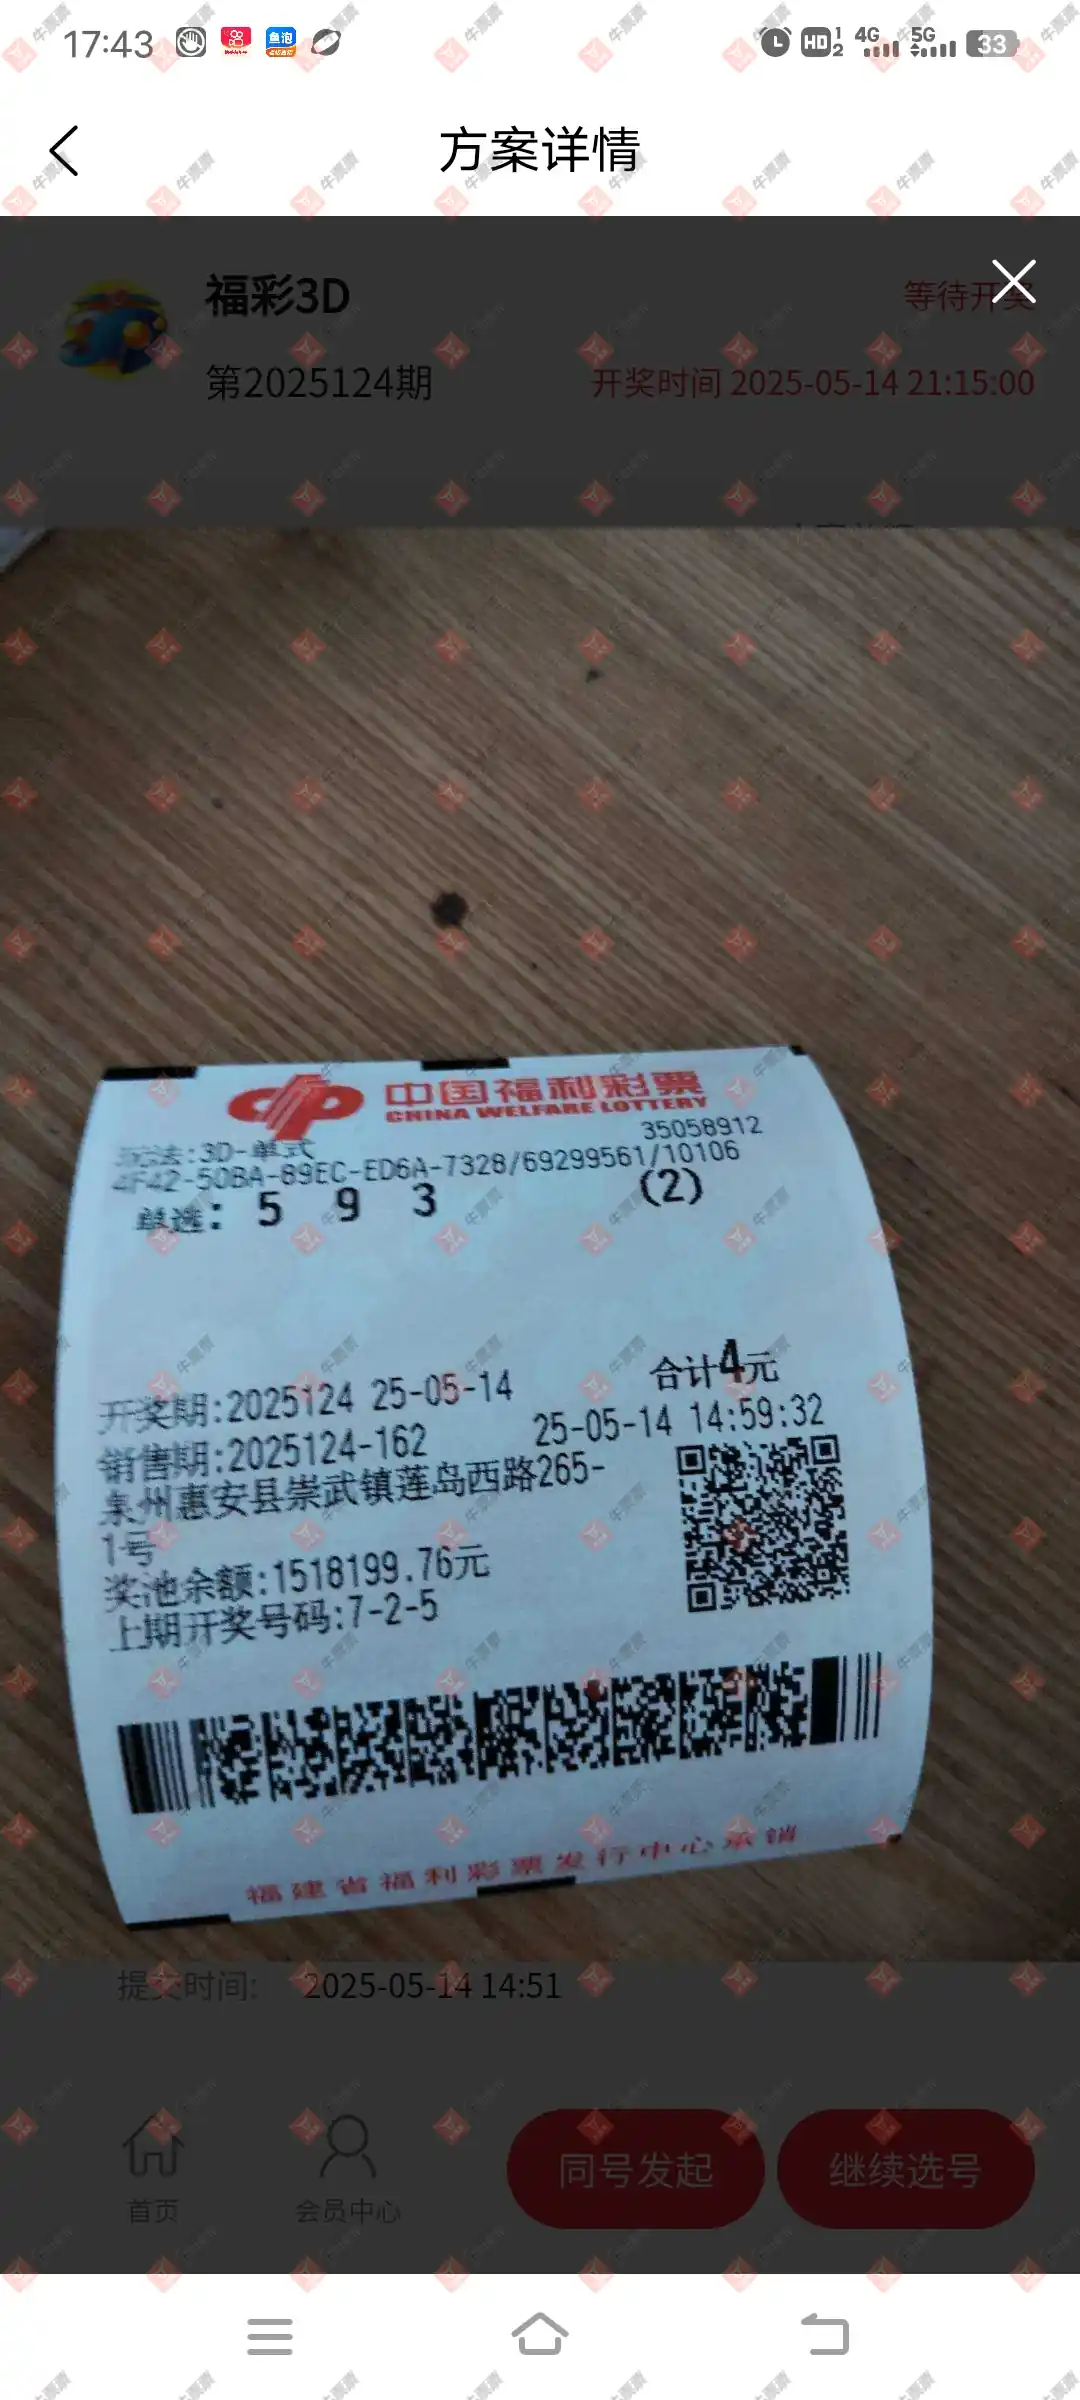 17:43
HD 1 2 4G 5G 33
方案详情
福彩3D
等待开奖
第2025124期
开奖时间 2025-05-14 21:15:00
中国福利彩票
CHINA WELFARE LOTTERY
玩法:3D-单式
35058912
4F42-50BA-89EC-ED6A-7328/69299561/10106
单选: 5 9 3 (2)
合计4元
开奖期:2025124 25-05-14
销售期:2025124-162
25-05-14 14:59:32
泉州惠安县崇武镇莲岛西路265-
1号
奖池余额:1518199.76元
上期开奖号码:7-2-5
福建省福利彩票发行中心承销
提交时间: 2025-05-14 14:51
首页
会员中心
同号发起
继续选号
牛票票